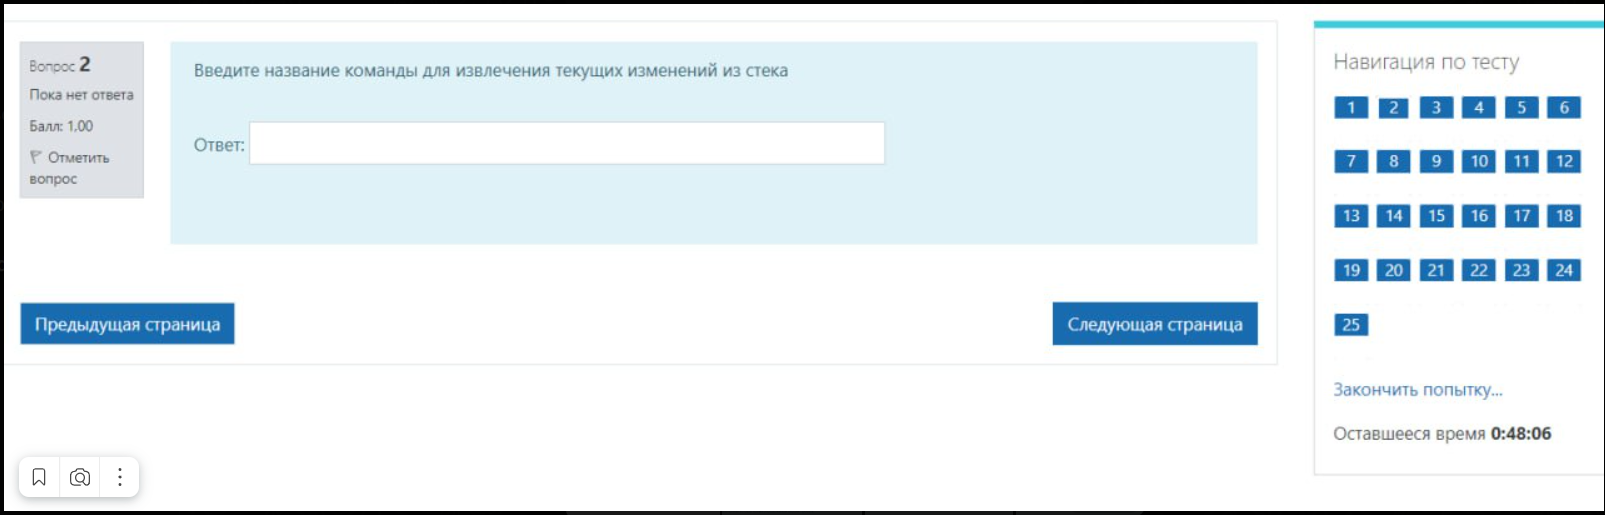 Вопрос 2
Пока нет ответа
Балл: 1,00
Отметить
вопрос
Введите название команды для извлечения текущих изменений из стека
Ответ:
Предыдущая страница
Следующая страница
Навигация по тесту
1 2 3 4 5 6
7 8 9 10 11 12
13 14 15 16 17 18
19 20 21 22 23 24
25
Закончить попытку...
Оставшееся время 0:48:06